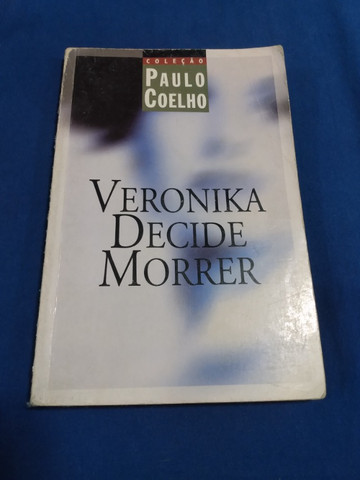 COLEÇÃO
PAULO
COELHO
VERONIKA
DECIDE
MORRER